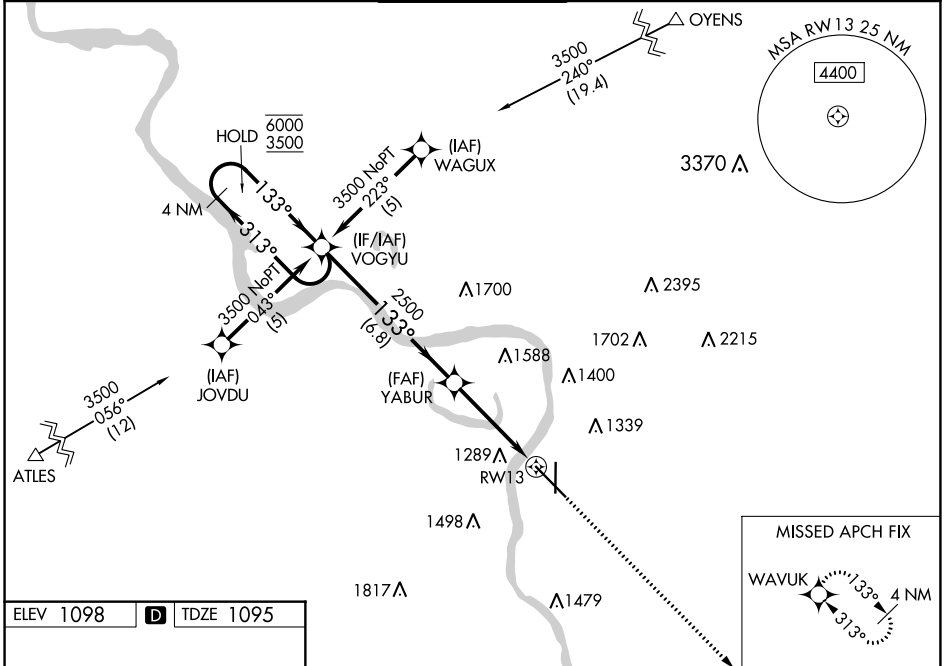 OYENS
3500
240°
(19.4)
MSA RW13 25 NM
4400
HOLD
6000
3500
(IAF)
WAGUX
3370
3500 NoPT
223°
(5)
4 NM
133°
313°
(IF/IAF)
VOGYU
3500 NoPT
043°
(5)
1700
2395
2500
133°
(6.8)
1702
2215
(IAF)
JOVDU
1588
1400
(FAF)
YABUR
3500
056°
(12)
ATLES
1339
1289
RW13
1498
MISSED APCH FIX
WAVUK
133°
313°
4 NM
1817
1479
ELEV 1098 D TDZE 1095